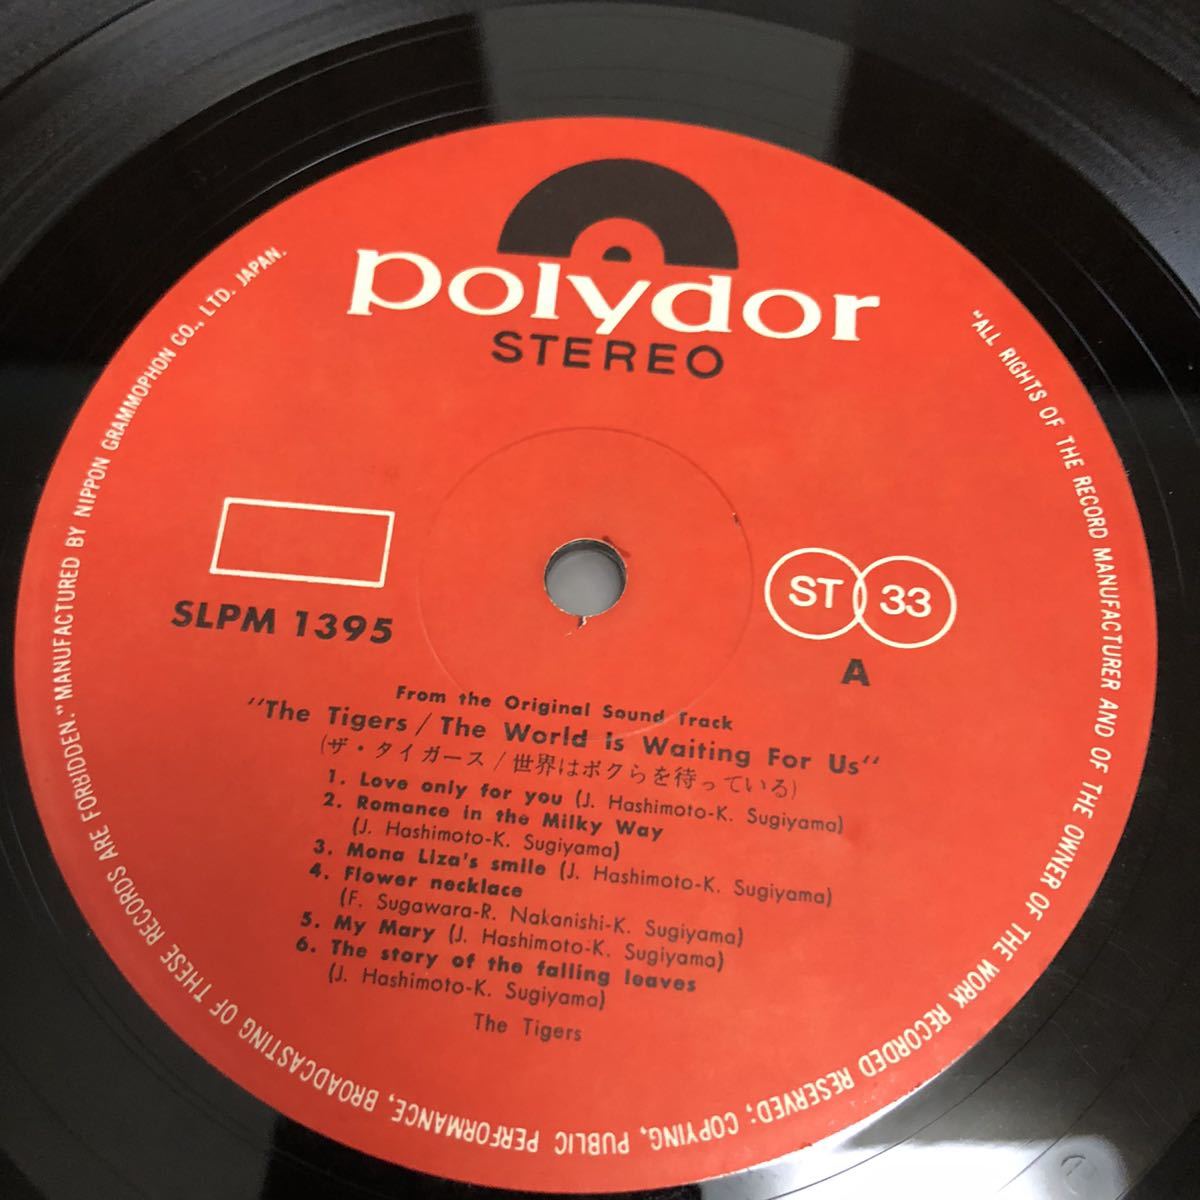 polydor
STEREO
SLPM 1395
ST 33
A
From the Original Sound Track
"The Tigers / The World is Waiting For Us"
(ザ・タイガース / 世界はボクらを待っている)
1. Love only for you (J. Hashimoto-K. Sugiyama)
2. Romance in the Milky Way
(J. Hashimoto-K. Sugiyama)
3. Mona Liza's smile (J. Hashimoto-K. Sugiyama)
4. Flower necklace
(F. Sugawara-R. Nakanishi-K. Sugiyama)
5. My Mary (J. Hashimoto-K. Sugiyama)
6. The story of the falling leaves
(J. Hashimoto-K. Sugiyama)
The Tigers
"ALL RIGHTS OF THE RECORD MANUFACTURER AND OF THE OWNER OF THE WORK RECORDED RESERVED; COPYING, PUBLIC PERFORMANCE, BROADCASTING OF THESE RECORDS ARE FORBIDDEN." MANUFACTURED BY NIPPON GRAMMOPHON CO., LTD. JAPAN.